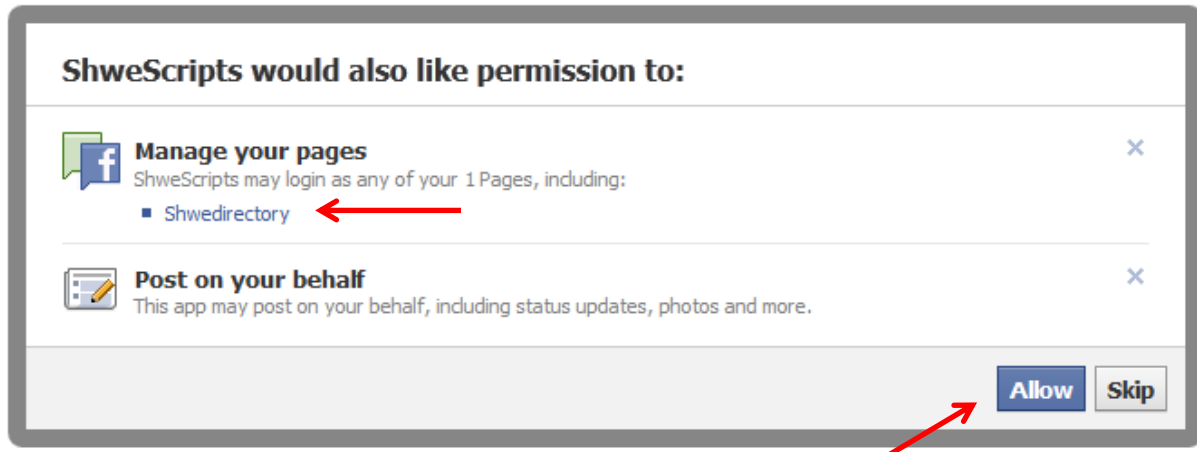 ShweScripts would also like permission to:
Manage your pages
ShweScripts may login as any of your 1 Pages, including:
Shwedirectory
Post on your behalf
This app may post on your behalf, including status updates, photos and more.
Allow Skip